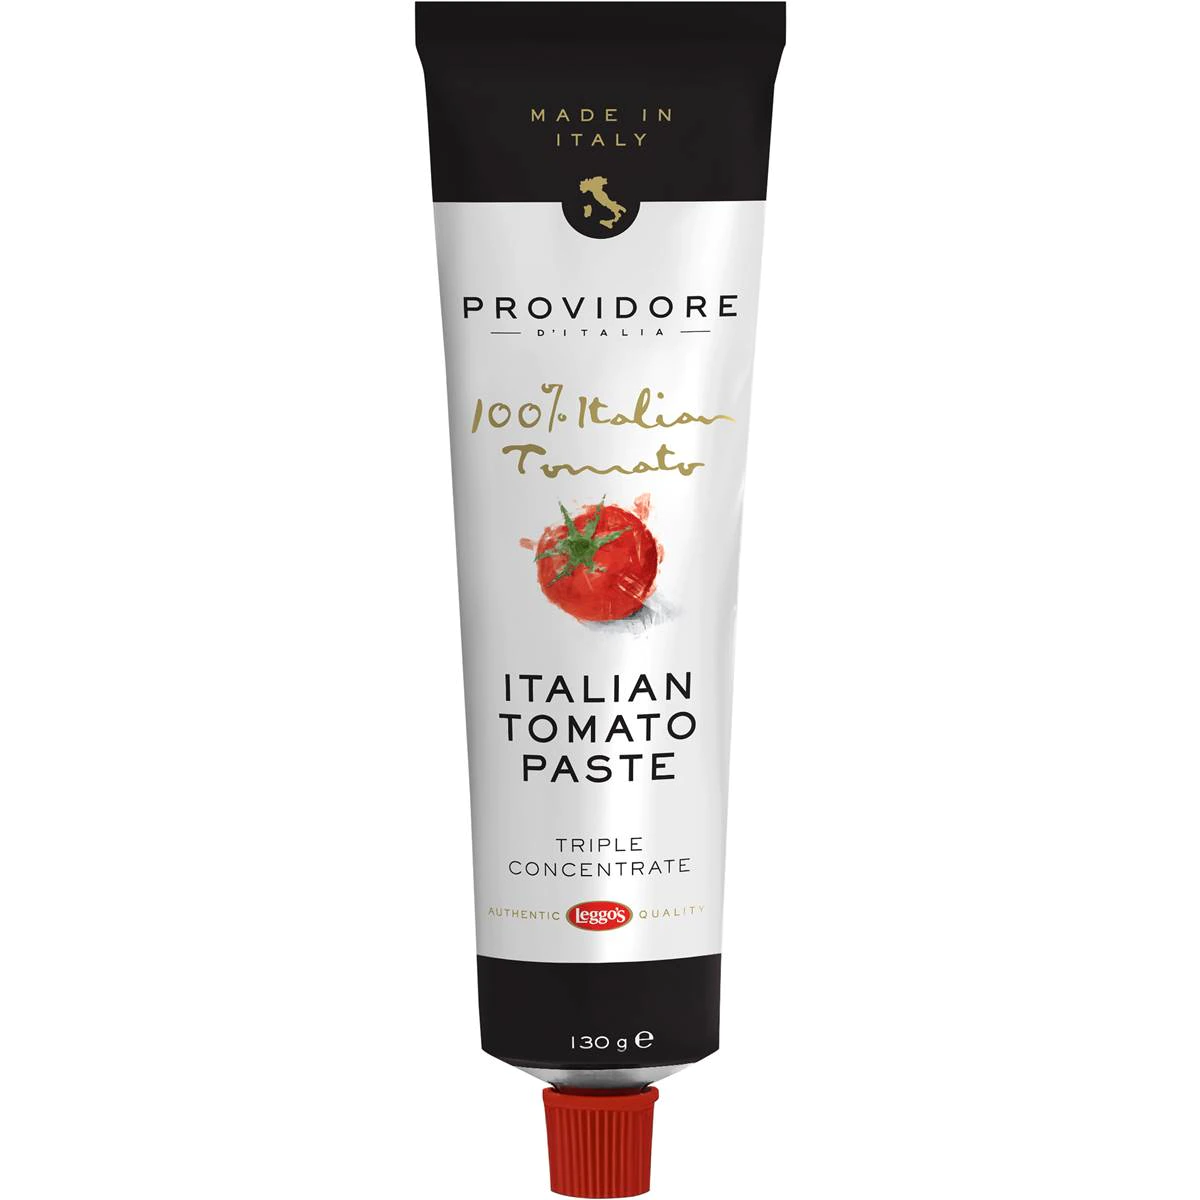 MADE IN
ITALY
PROVIDORE
D'ITALIA
100% Italian
Tomato
ITALIAN
TOMATO
PASTE
TRIPLE
CONCENTRATE
AUTHENTIC Leggo's QUALITY
130 g ℮